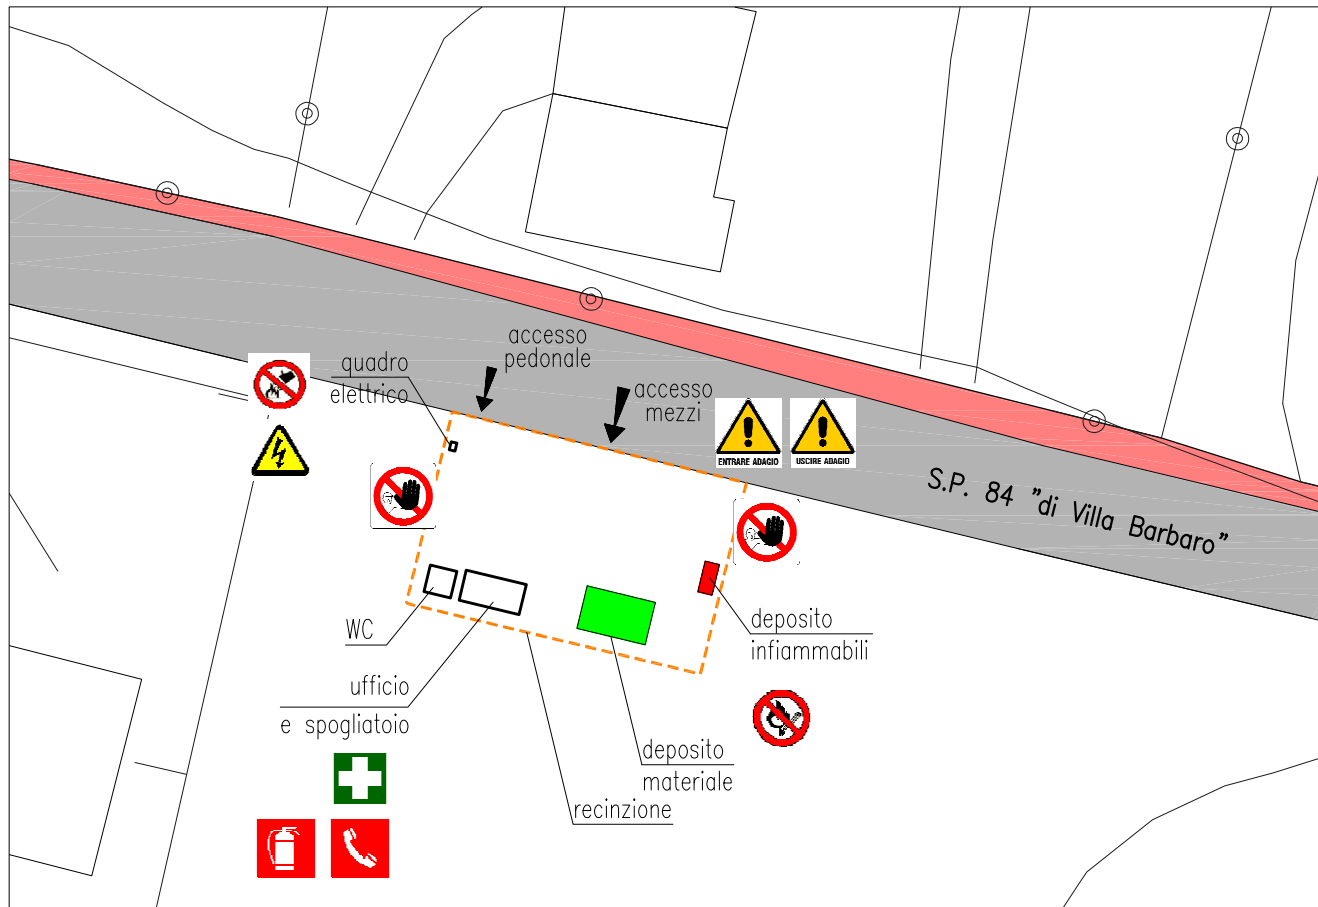 accesso
pedonale
quadro
elettrico
accesso
mezzi
ENTRARE ADAGIO
USCIRE ADAGIO
S.P. 84 "di Villa Barbaro"
WC
deposito
infiammabili
ufficio
e spogliatoio
deposito
materiale
recinzione